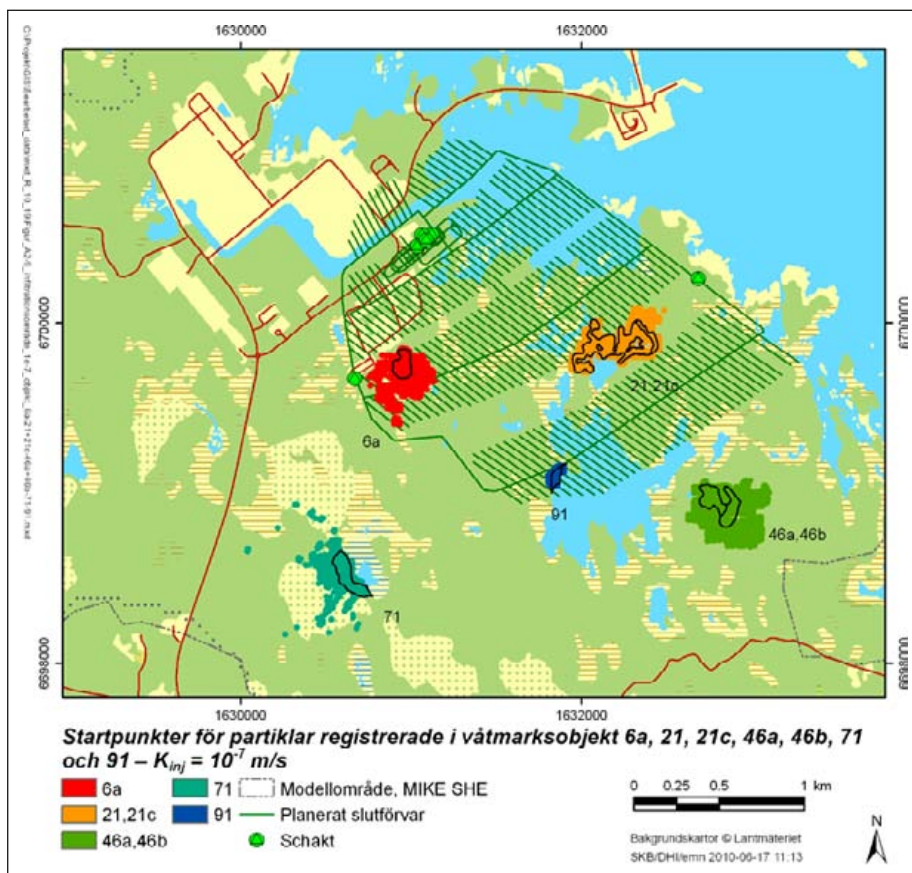 1630000
1632000
6700000
6700000
21,21c
6a
91
46a,46b
71
6698000
6698000
1630000
1632000
Startpunkter för partiklar registrerade i våtmarksobjekt 6a, 21, 21c, 46a, 46b, 71
och 91 – Kinj = 10-7 m/s
6a
71
Modellområde, MIKE SHE
0 0.25 0.5 1 km
21,21c
91
Planerat slutförvar
46a,46b
Schakt
Bakgrundskartor © Lantmäteriet
SKB/DHI/emn 2010-06-17 11:13
N